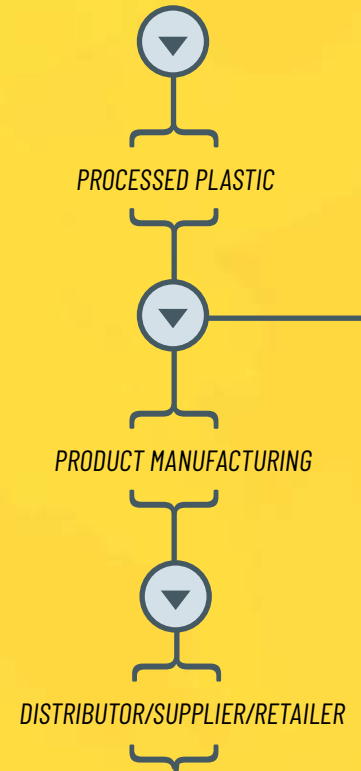 PROCESSED PLASTIC
PRODUCT MANUFACTURING
DISTRIBUTOR/SUPPLIER/RETAILER